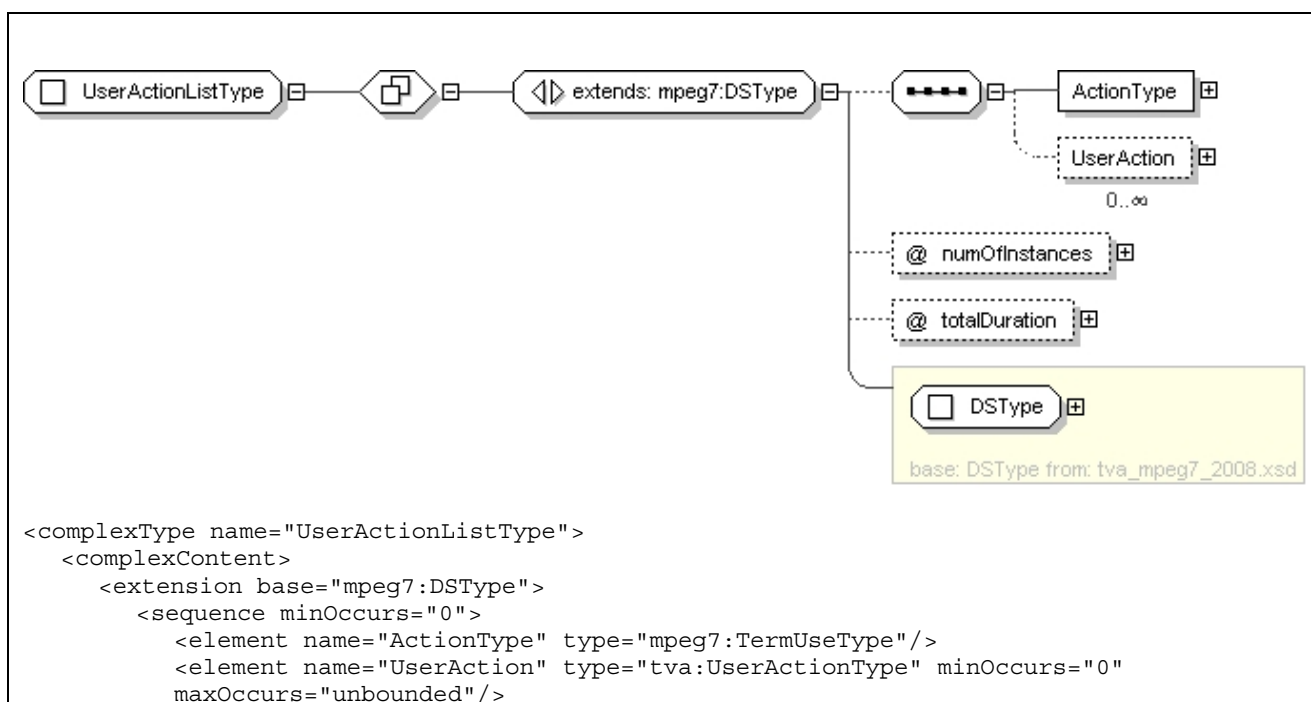 UserActionListType
extends: mpeg7:DSType
ActionType
UserAction
0..∞
@ numOfInstances
@ totalDuration
DSType
base: DSType from: tva_mpeg7_2008.xsd
<complexType name="UserActionListType">
<complexContent>
<extension base="mpeg7:DSType">
<sequence minOccurs="0">
<element name="ActionType" type="mpeg7:TermUseType"/>
<element name="UserAction" type="tva:UserActionType" minOccurs="0"
maxOccurs="unbounded"/>